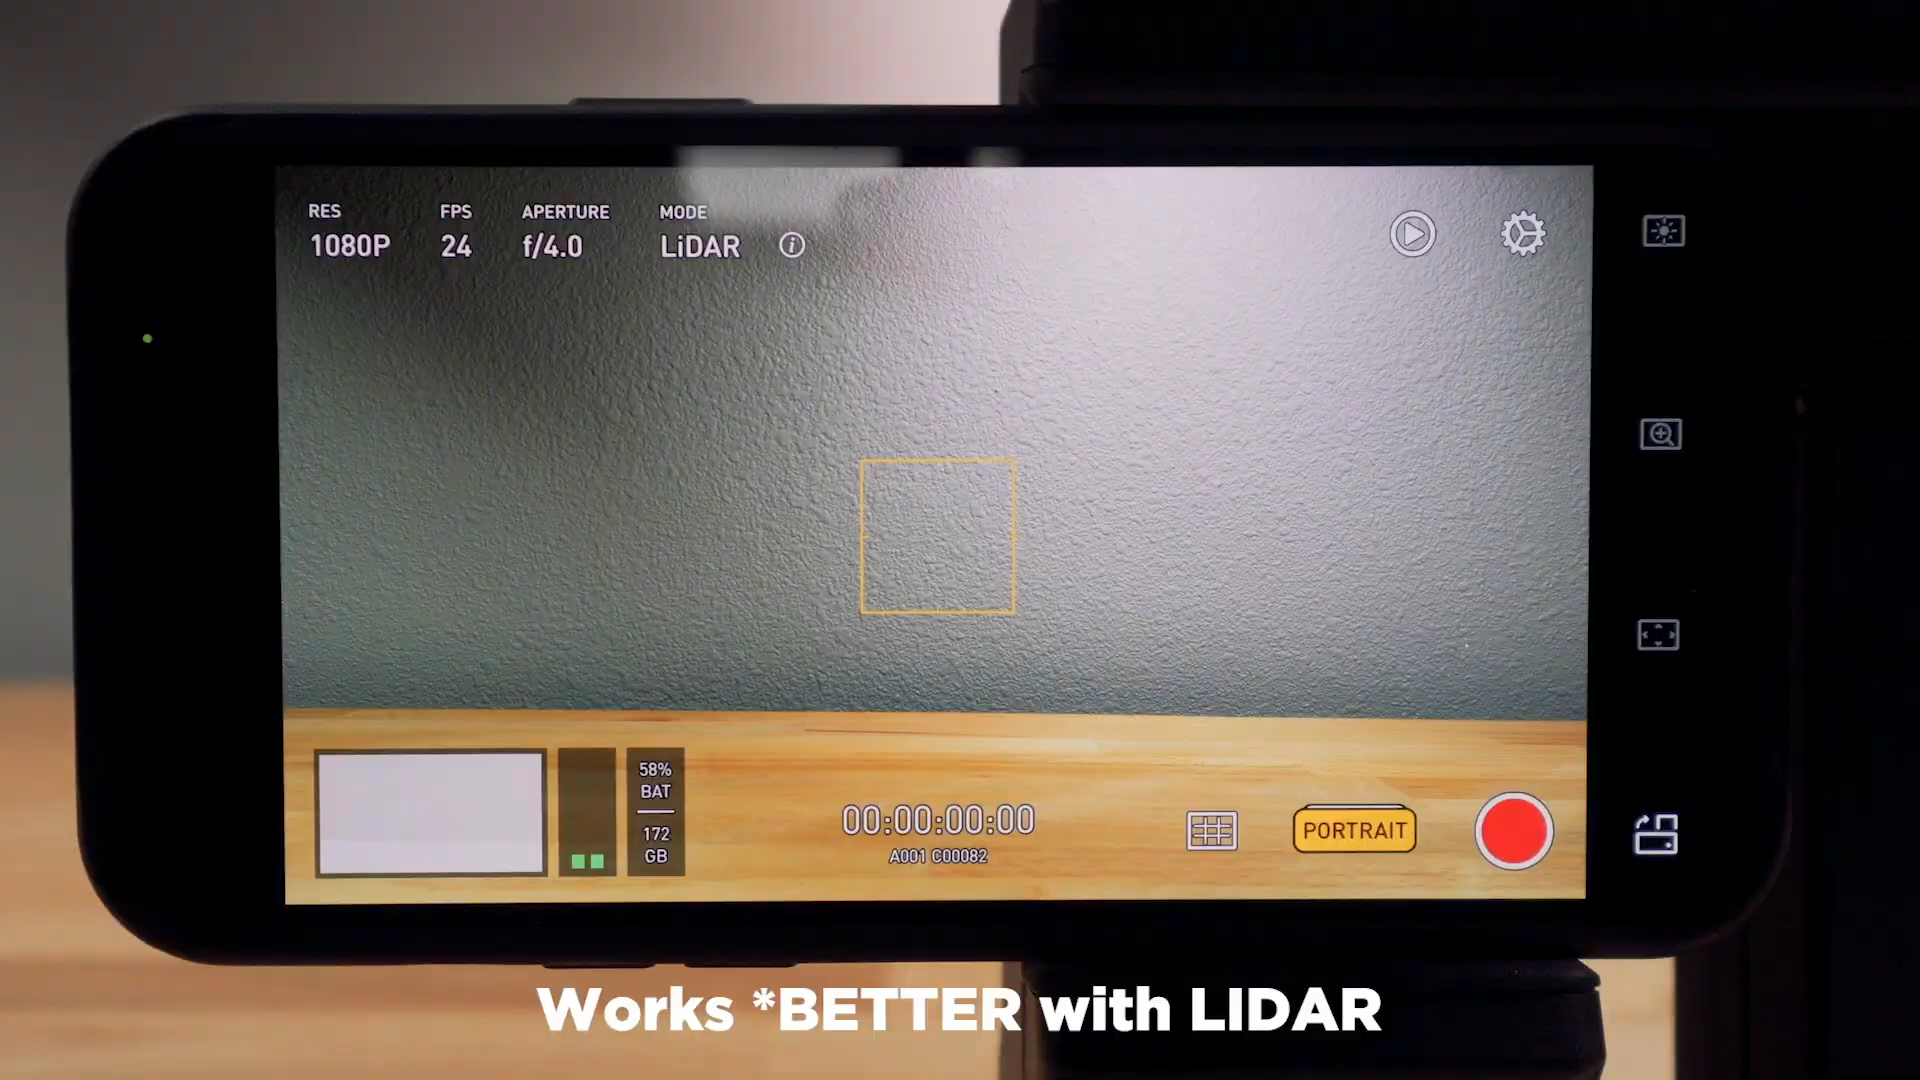 RES FPS APERTURE MODE
1080P 24 f/4.0 LiDAR
58%
BAT
172
GB
00:00:00:00
A001 C00082
PORTRAIT
Works *BETTER with LIDAR